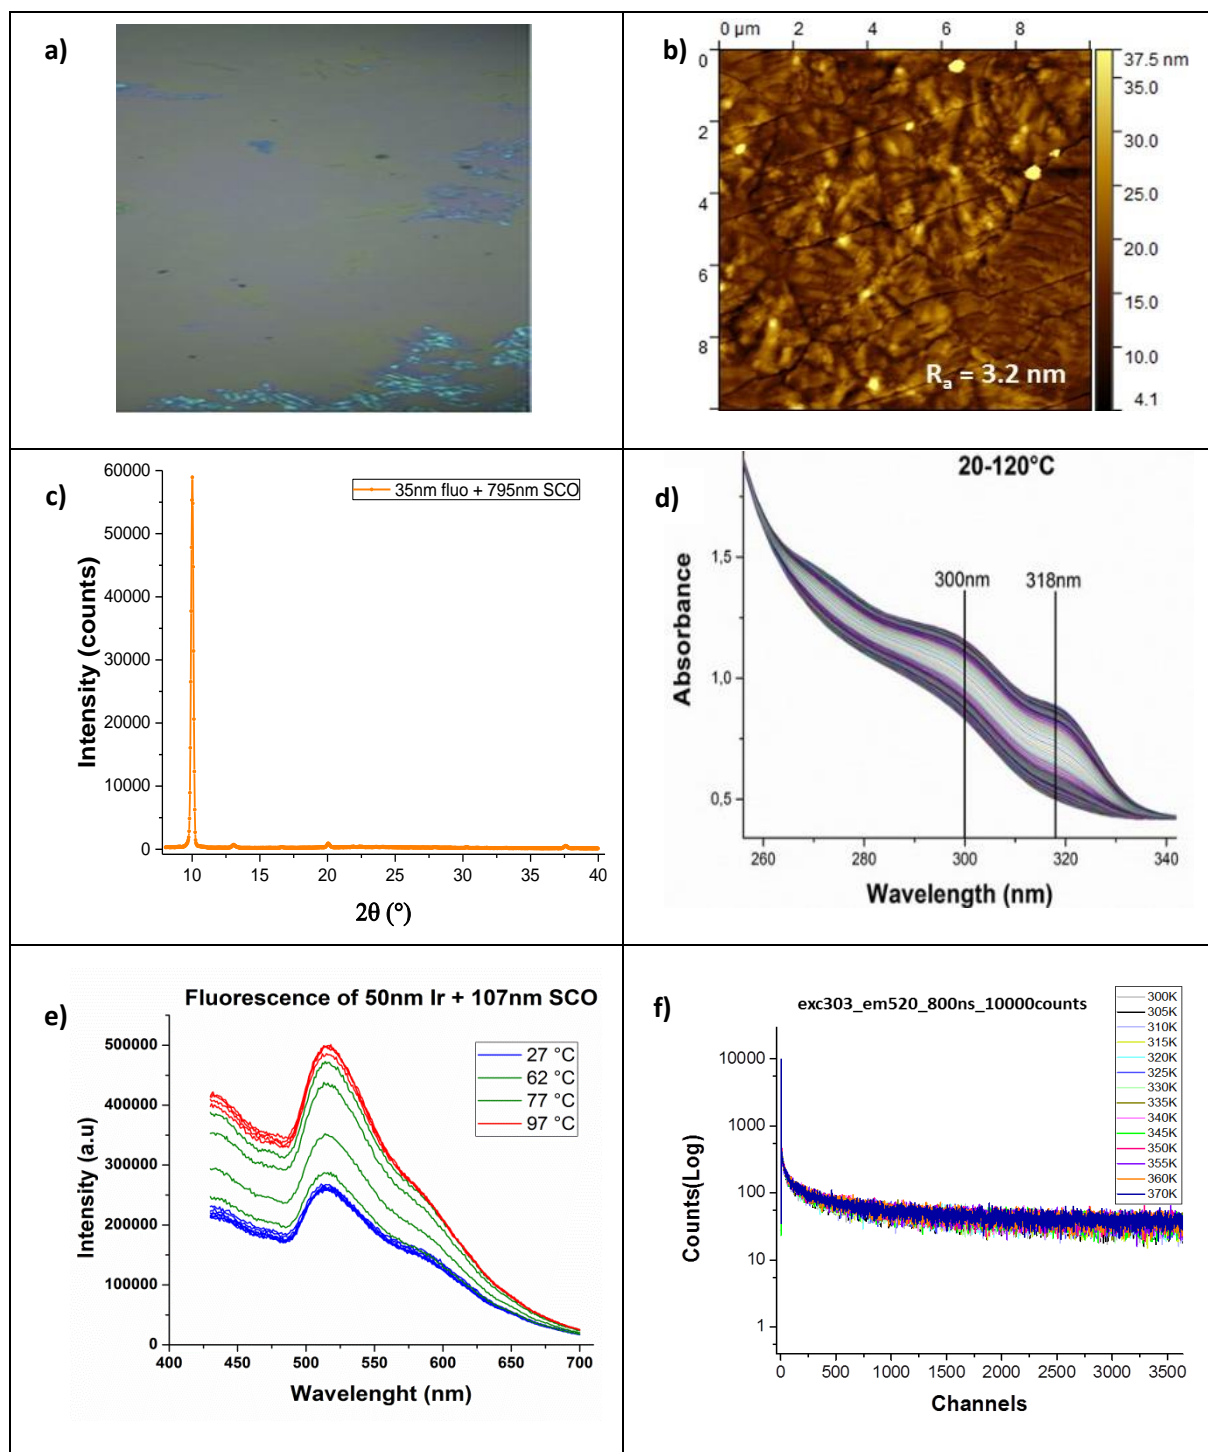 a)
b)
0 µm 2 4 6 8
0
2
4
6
8
37.5 nm
35.0
30.0
25.0
20.0
15.0
10.0
4.1
Ra = 3.2 nm
c)
35nm fluo + 795nm SCO
Intensity (counts)
60000
50000
40000
30000
20000
10000
0
10 15 20 25 30 35 40
2θ (°)
d)
20-120°C
300nm 318nm
Absorbance
1,5
1,0
0,5
260 280 300 320 340
Wavelength (nm)
e)
Fluorescence of 50nm Ir + 107nm SCO
27 °C
62 °C
77 °C
97 °C
Intensity (a.u)
500000
400000
300000
200000
100000
0
400 450 500 550 600 650 700
Wavelenght (nm)
f)
exc303_em520_800ns_10000counts
300K
305K
310K
315K
320K
325K
330K
335K
340K
345K
350K
355K
360K
370K
Counts(Log)
10000
1000
100
10
1
0 500 1000 1500 2000 2500 3000 3500
Channels